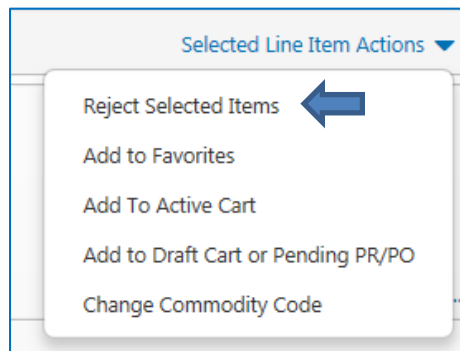 Selected Line Item Actions
Reject Selected Items
Add to Favorites
Add To Active Cart
Add to Draft Cart or Pending PR/PO
Change Commodity Code